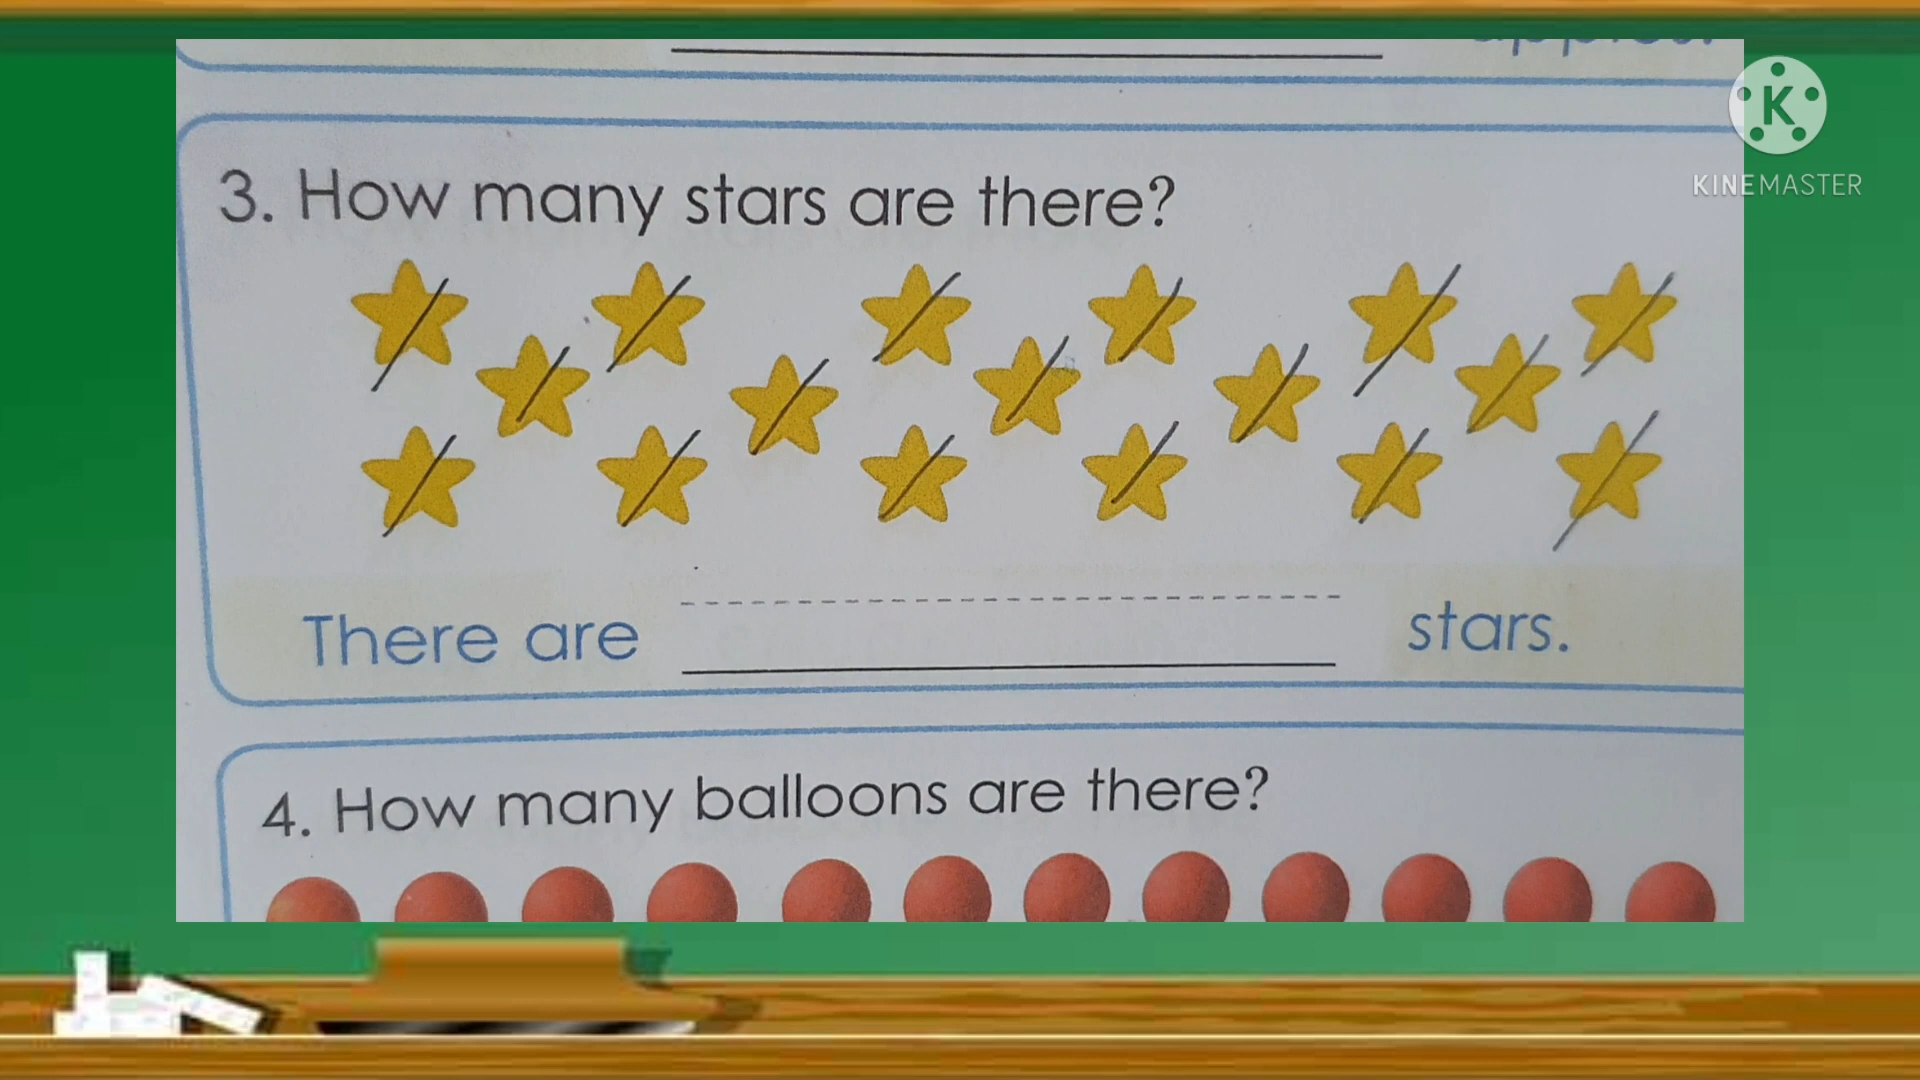 3. How many stars are there?
There are stars.
4. How many balloons are there?
K
KINEMASTER